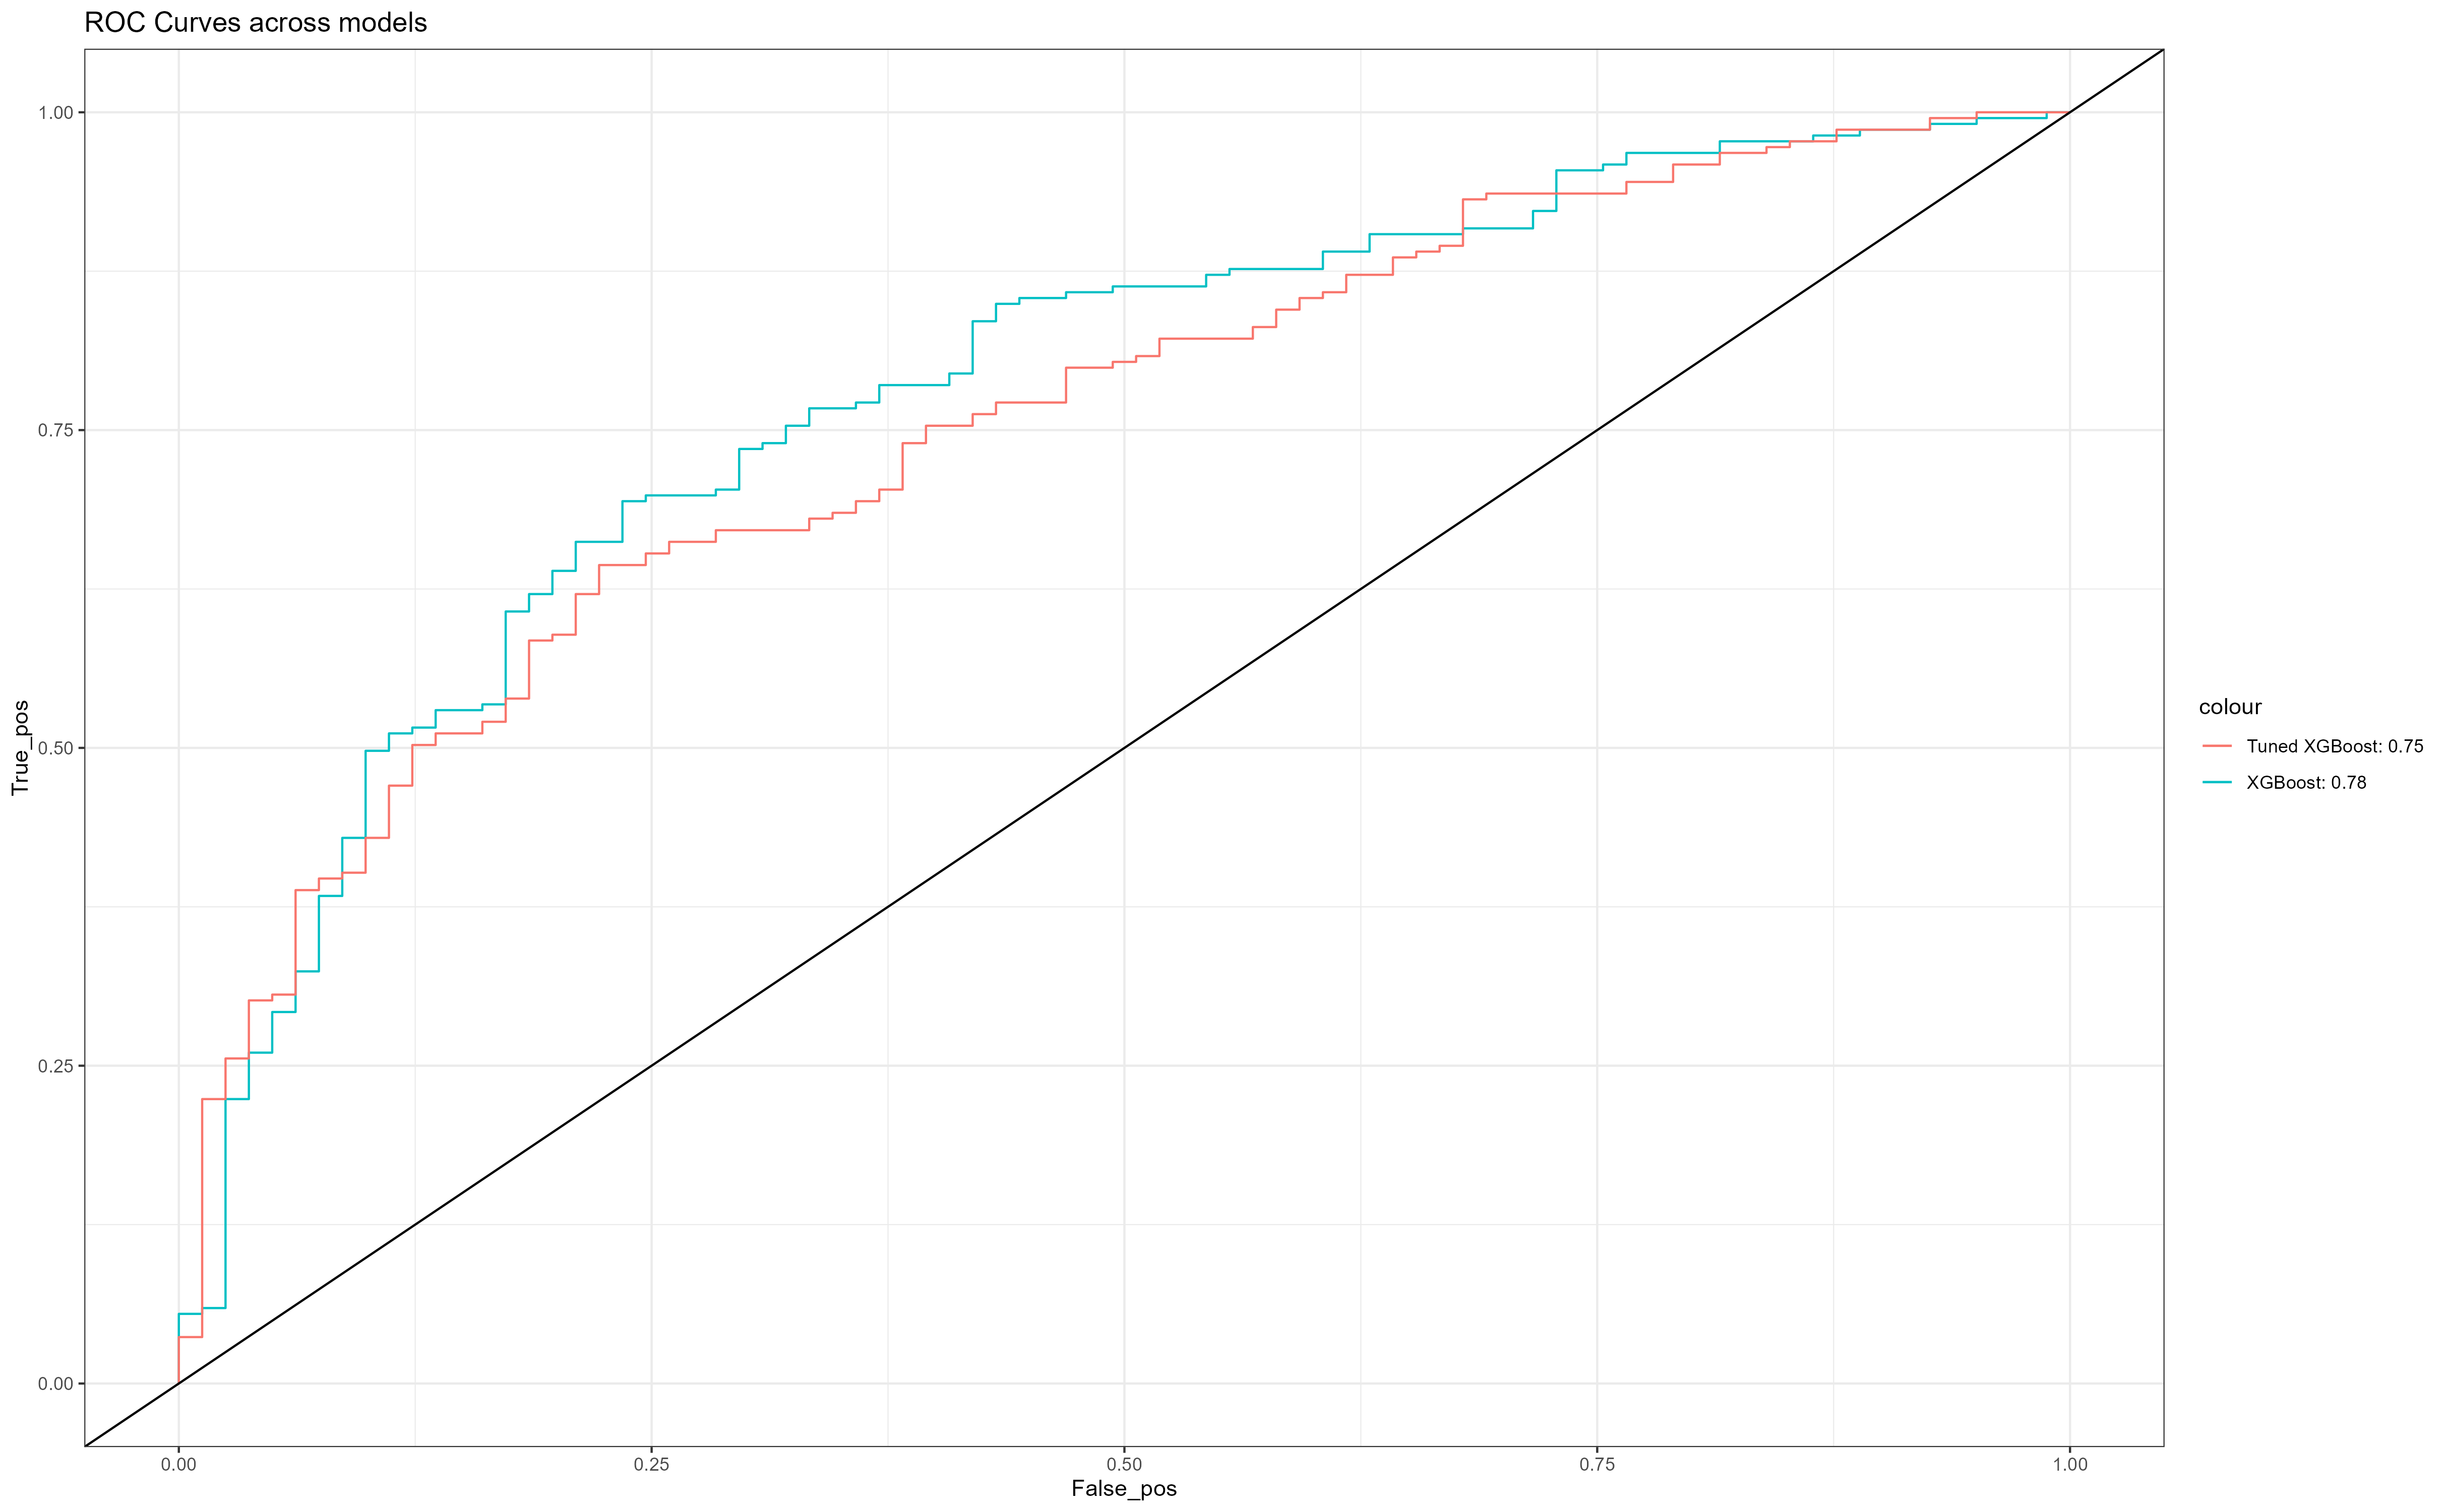 ROC Curves across models
1.00
0.75
0.50
0.25
0.00
True_pos
0.00
0.25
0.50
0.75
1.00
False_pos
colour
Tuned XGBoost: 0.75
XGBoost: 0.78